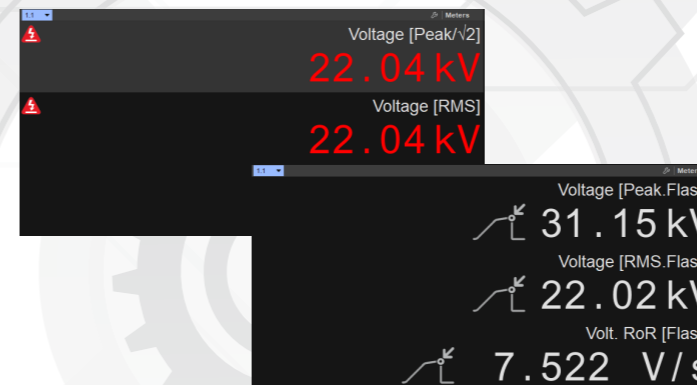 1.1 Meters
Voltage [Peak/√2]
22.04 kV
Voltage [RMS]
22.04 kV
1.1
Voltage [Peak.Flas
31.15 kV
Voltage [RMS.Flas
22.02 kV
Volt. RoR [Flas
7.522 V/s